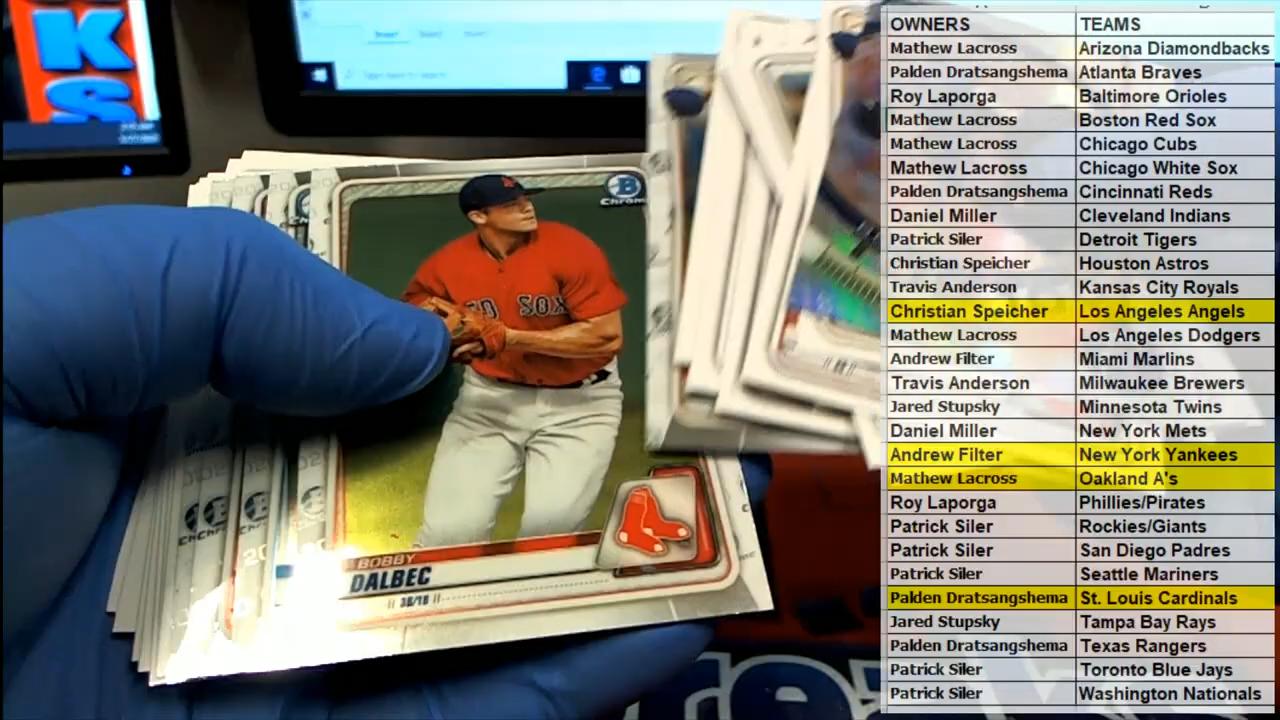 KS
B
Chrome
RED SOX
BOBBY
DALBEC
3B/1B
OWNERS TEAMS
Mathew Lacross Arizona Diamondbacks
Palden Dratsangshema Atlanta Braves
Roy Laporga Baltimore Orioles
Mathew Lacross Boston Red Sox
Mathew Lacross Chicago Cubs
Mathew Lacross Chicago White Sox
Palden Dratsangshema Cincinnati Reds
Daniel Miller Cleveland Indians
Patrick Siler Detroit Tigers
Christian Speicher Houston Astros
Travis Anderson Kansas City Royals
Christian Speicher Los Angeles Angels
Mathew Lacross Los Angeles Dodgers
Andrew Filter Miami Marlins
Travis Anderson Milwaukee Brewers
Jared Stupsky Minnesota Twins
Daniel Miller New York Mets
Andrew Filter New York Yankees
Mathew Lacross Oakland A's
Roy Laporga Phillies/Pirates
Patrick Siler Rockies/Giants
Patrick Siler San Diego Padres
Patrick Siler Seattle Mariners
Palden Dratsangshema St. Louis Cardinals
Jared Stupsky Tampa Bay Rays
Palden Dratsangshema Texas Rangers
Patrick Siler Toronto Blue Jays
Patrick Siler Washington Nationals